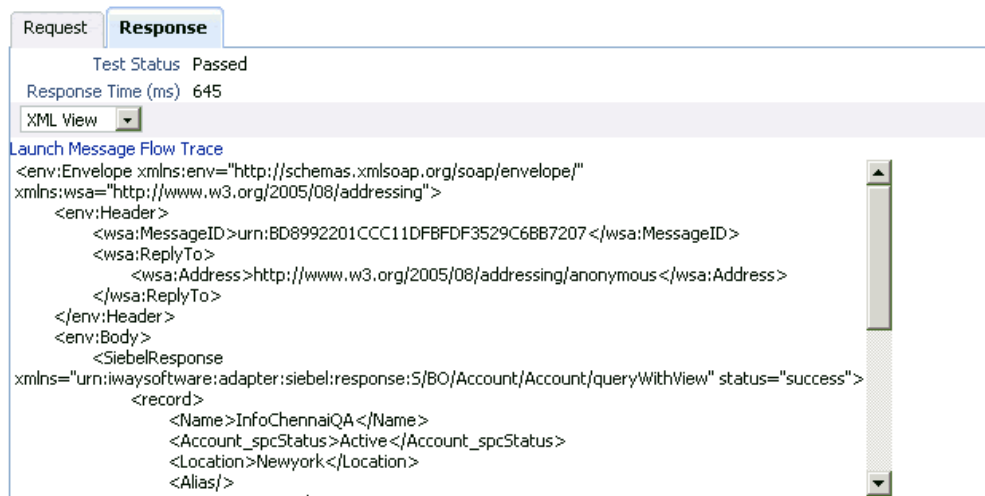 Request Response
Test Status Passed
Response Time (ms) 645
XML View
Launch Message Flow Trace
<env:Envelope xmlns:env="http://schemas.xmlsoap.org/soap/envelope/"
xmlns:wsa="http://www.w3.org/2005/08/addressing">
<env:Header>
<wsa:MessageID>urn:BD8992201CCC11DFBFDF3529C6BB7207</wsa:MessageID>
<wsa:ReplyTo>
<wsa:Address>http://www.w3.org/2005/08/addressing/anonymous</wsa:Address>
</wsa:ReplyTo>
</env:Header>
<env:Body>
<SiebelResponse
xmlns="urn:iwaysoftware:adapter:siebel:response:S/BO/Account/Account/queryWithView" status="success">
<record>
<Name>InfoChennaiQA</Name>
<Account_spcStatus>Active</Account_spcStatus>
<Location>Newyork</Location>
<Alias/>